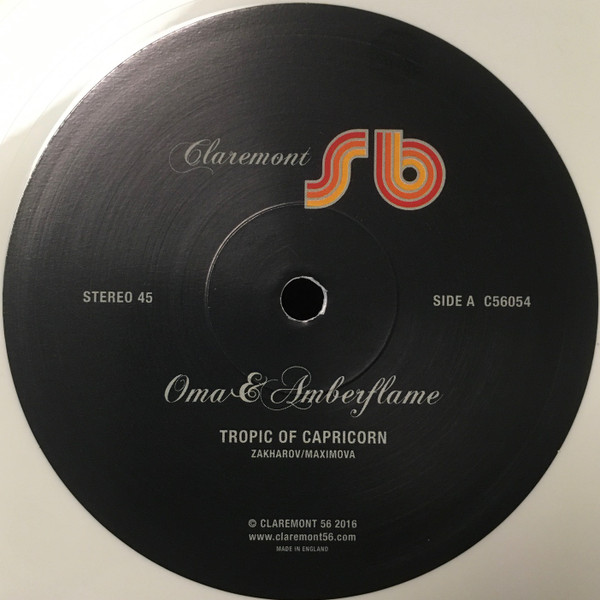 Claremont 56
STEREO 45
SIDE A C56054
Oma & Amberflame
TROPIC OF CAPRICORN
ZAKHAROV/MAXIMOVA
© CLAREMONT 56 2016
www.claremont56.com
MADE IN ENGLAND